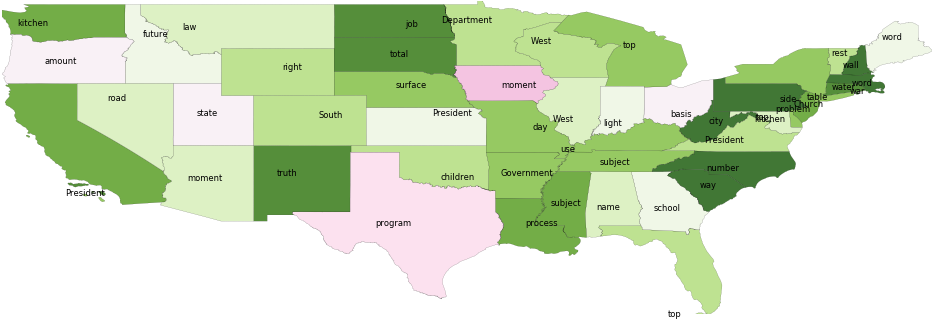 kitchen
law
future
job
Department
West
top
word
amount
right
total
rest
wall
road
state
South
surface
President
moment
basis
light
West
day
use
city
side
table
church
problem
water
word
war
kitchen
top
President
number
way
subject
school
name
subject
Government
process
children
truth
moment
President
program
top